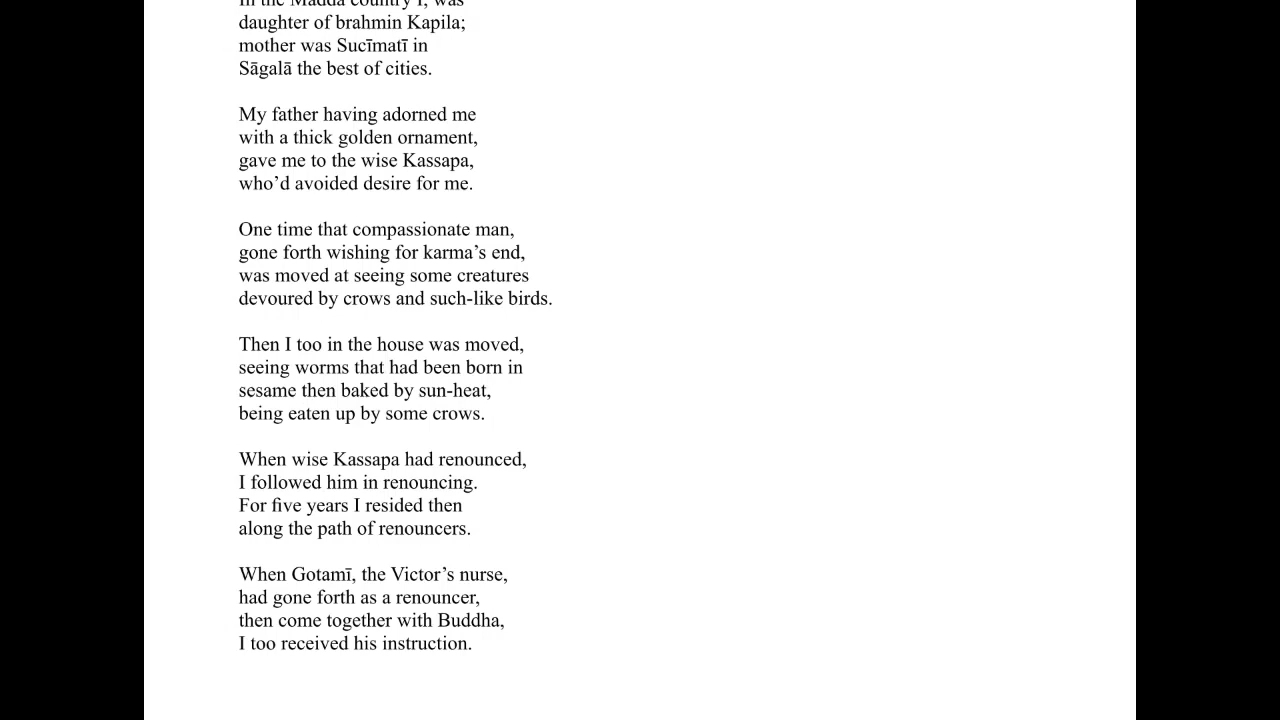 In the Madda country I, was
daughter of brahmin Kapila;
mother was Sucīmatī in
Sāgalā the best of cities.
My father having adorned me
with a thick golden ornament,
gave me to the wise Kassapa,
who’d avoided desire for me.
One time that compassionate man,
gone forth wishing for karma’s end,
was moved at seeing some creatures
devoured by crows and such-like birds.
Then I too in the house was moved,
seeing worms that had been born in
sesame then baked by sun-heat,
being eaten up by some crows.
When wise Kassapa had renounced,
I followed him in renouncing.
For five years I resided then
along the path of renouncers.
When Gotamī, the Victor’s nurse,
had gone forth as a renouncer,
then come together with Buddha,
I too received his instruction.